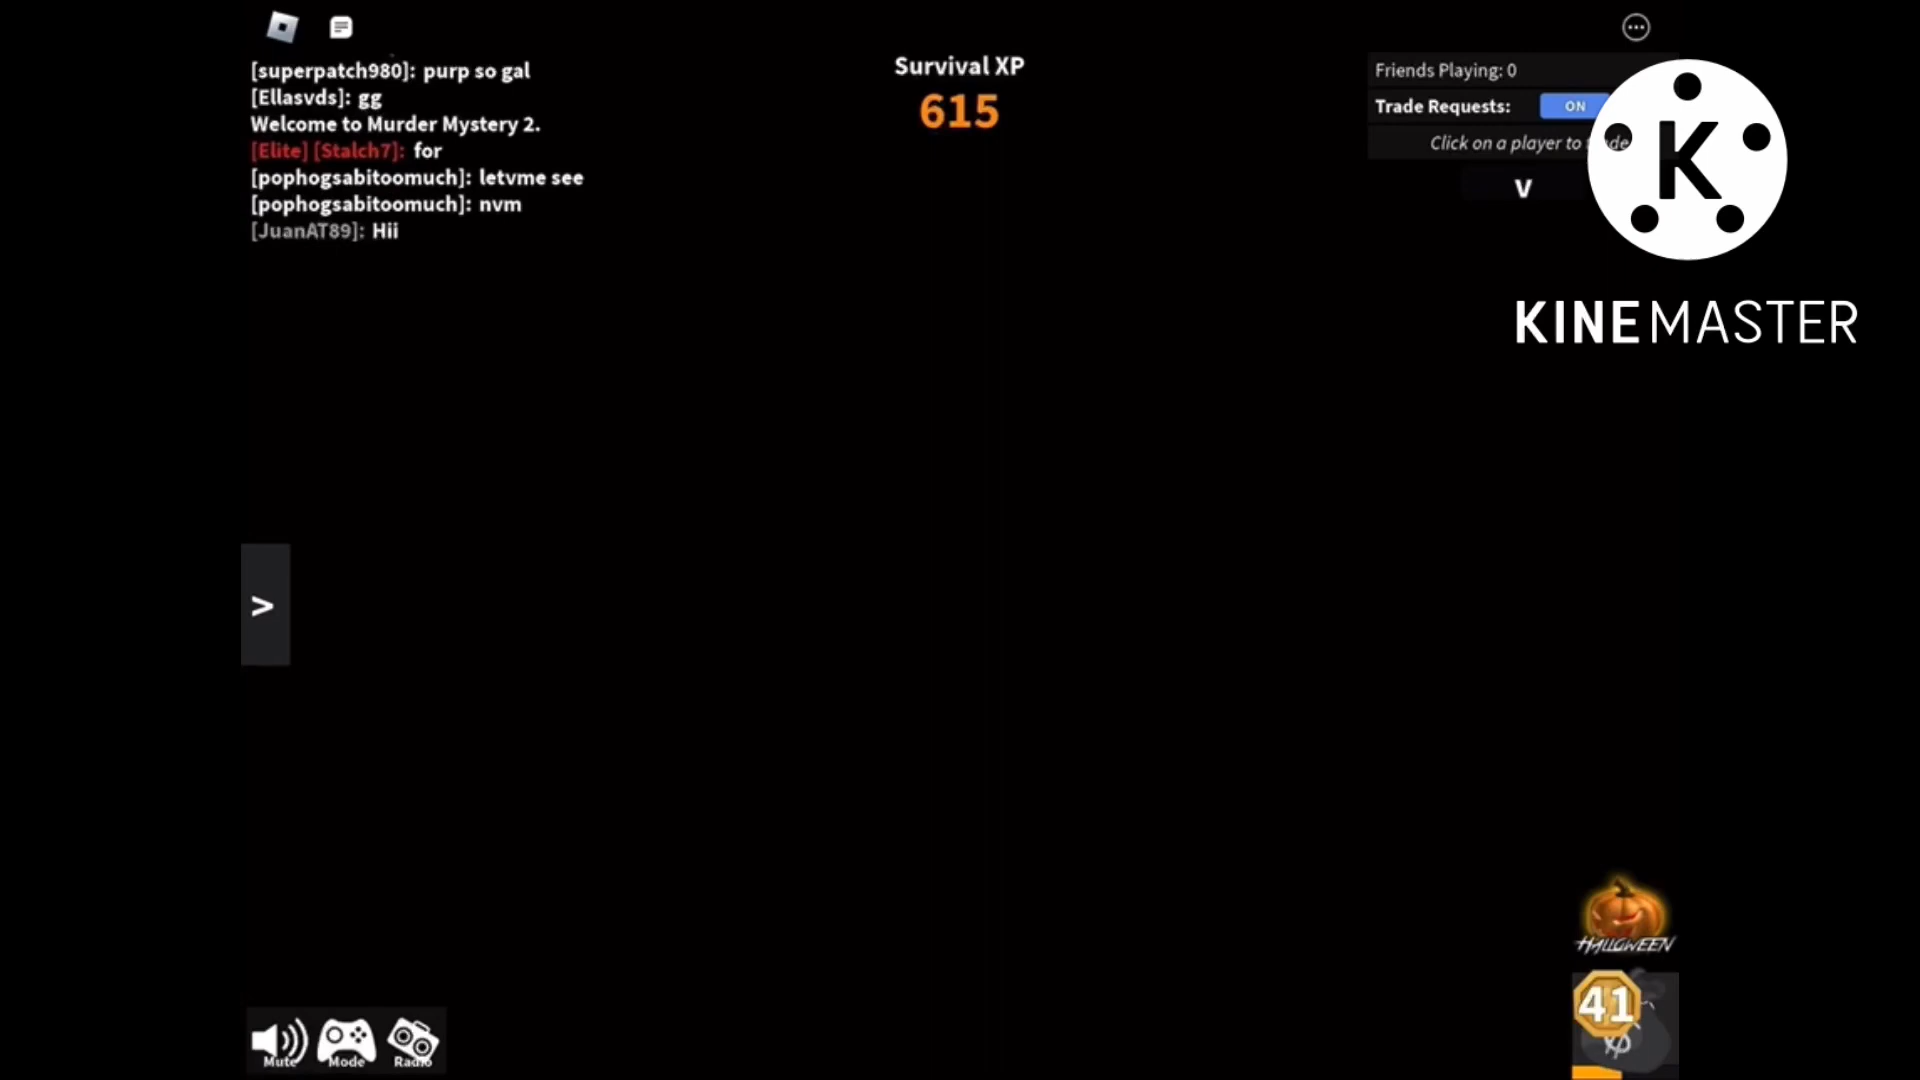 [superpatch980]: purp so gal
[Ellasvds]: gg
Welcome to Murder Mystery 2.
[Elite] [Stalch7]: for
[pophogsabitoomuch]: letvme see
[pophogsabitoomuch]: nvm
[JuanAT89]: Hii
Survival XP
615
Friends Playing: 0
Trade Requests: ON
Click on a player to
V
K
KINEMASTER
>
HALLOWEEN
41
Mute
Mode
Radio